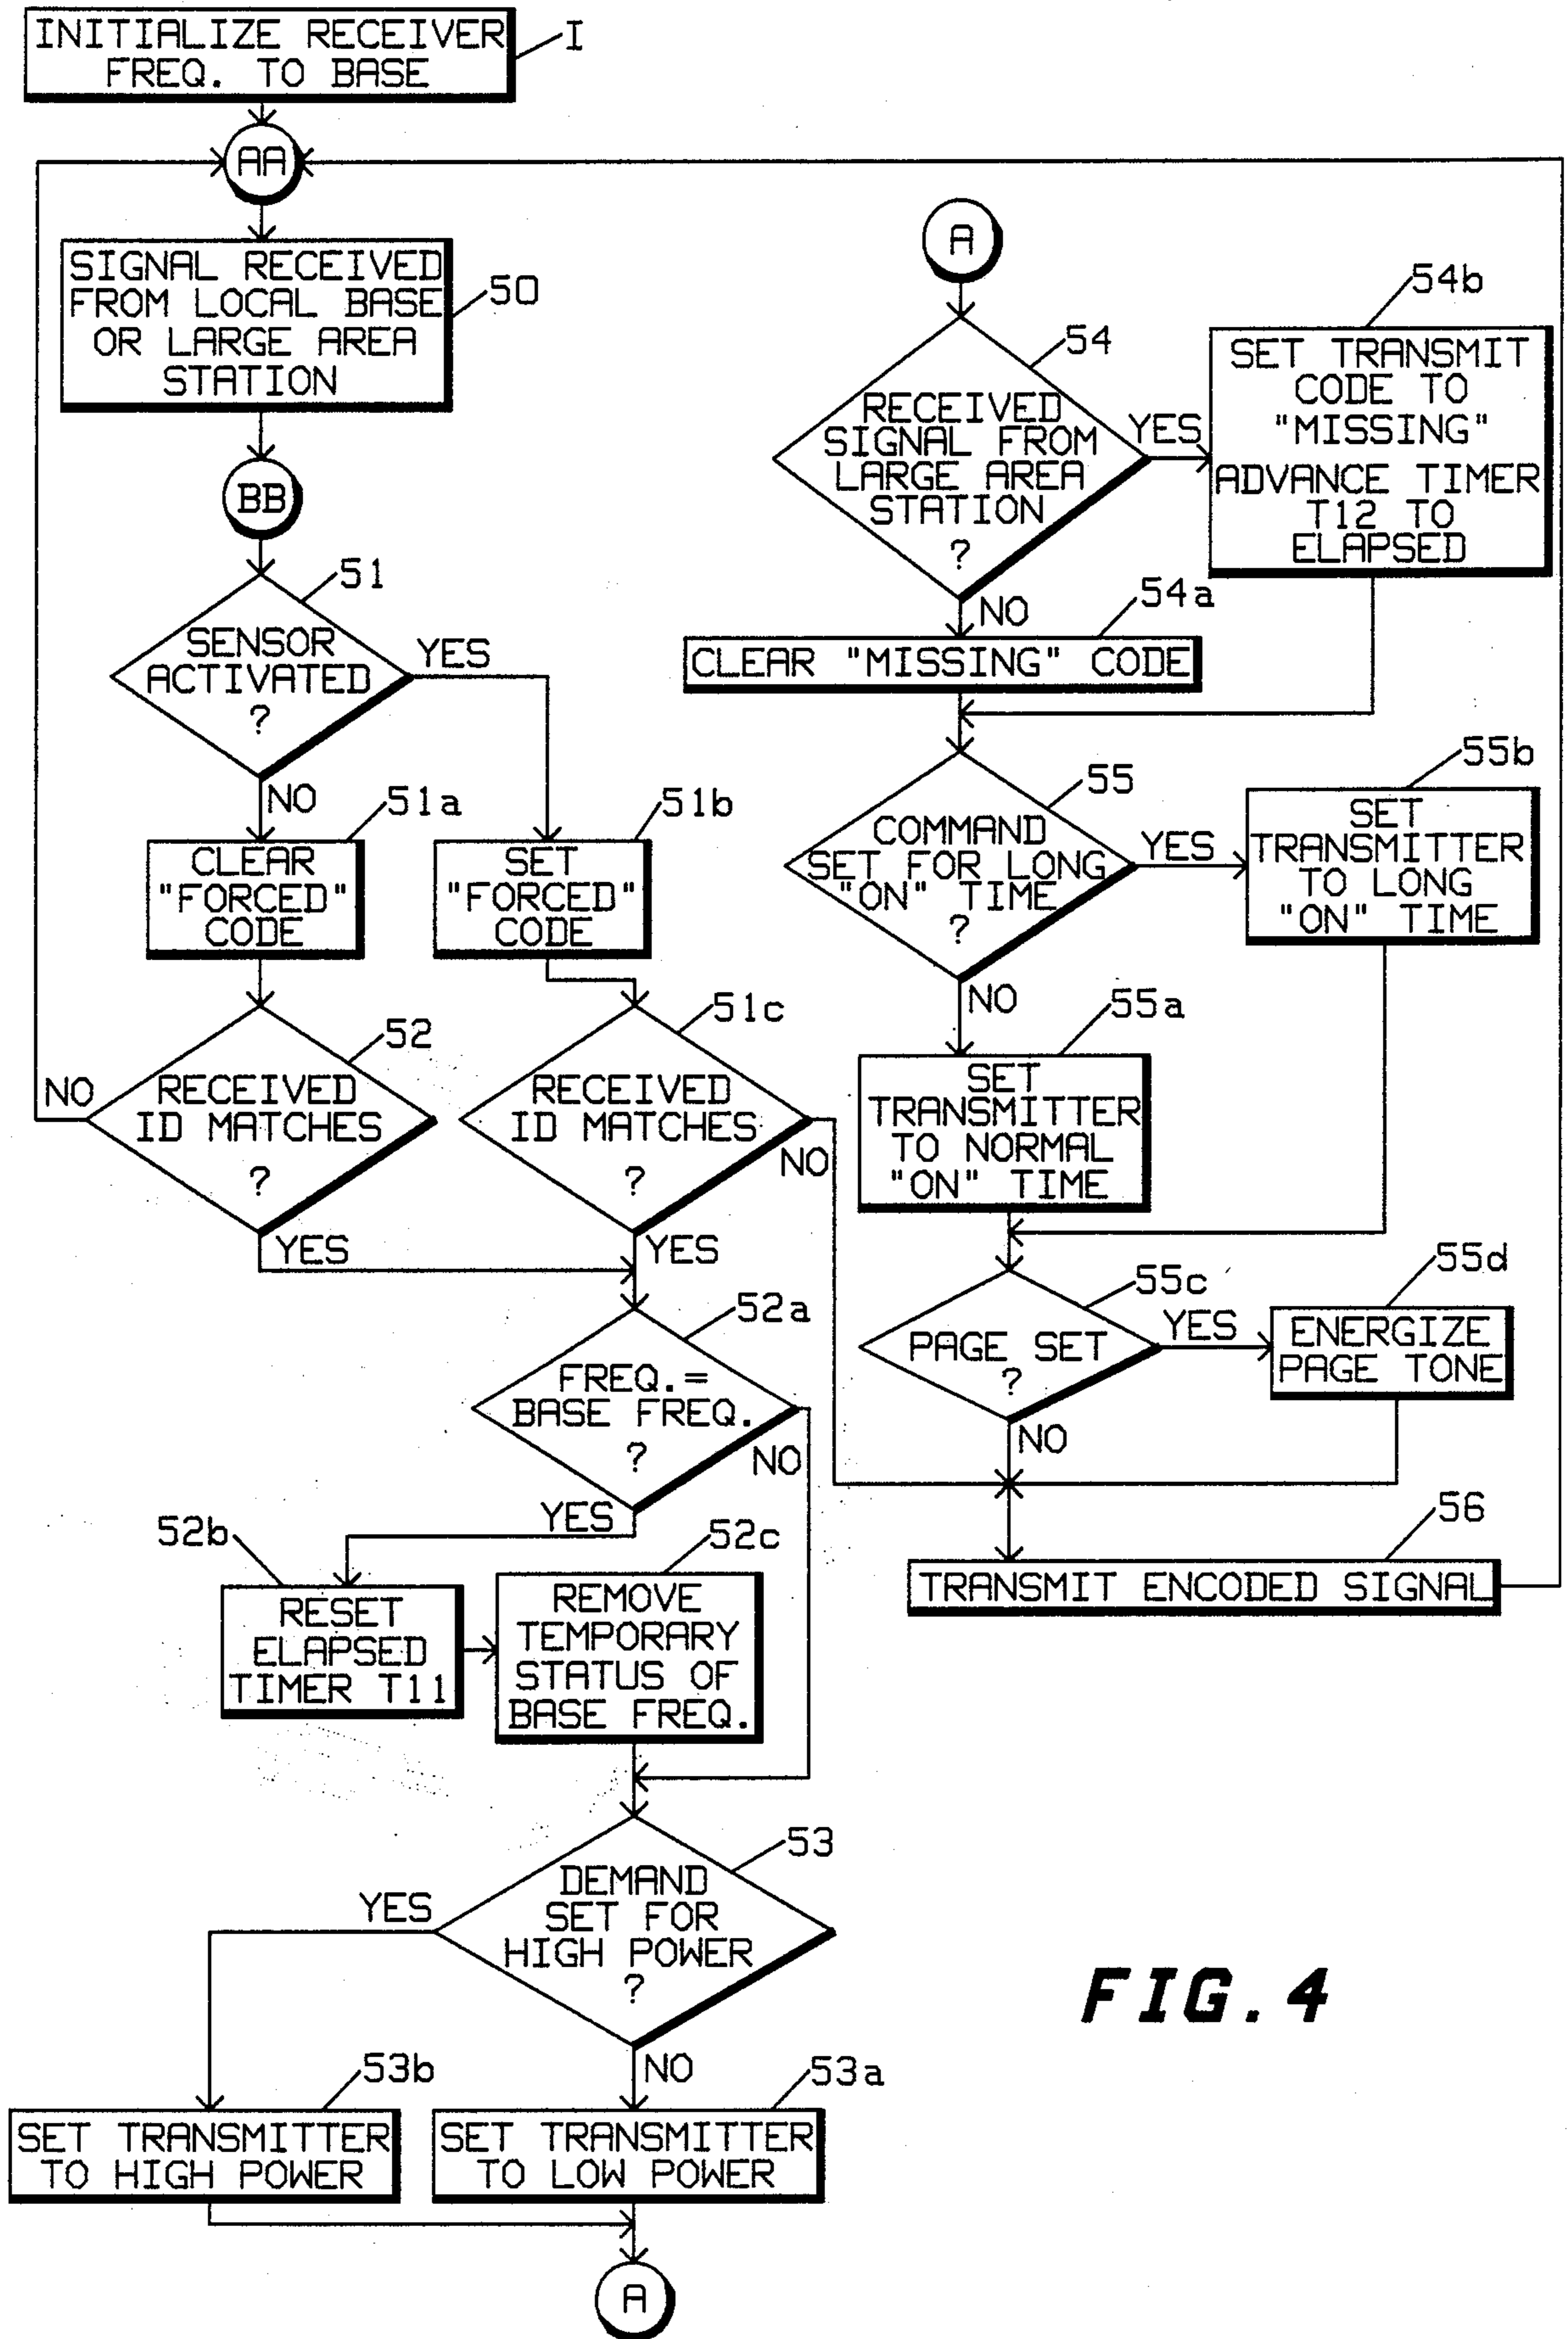 INITIALIZE RECEIVER
FREQ. TO BASE
I
AA
SIGNAL RECEIVED
FROM LOCAL BASE
OR LARGE AREA
STATION
50
BB
51
SENSOR
ACTIVATED
?
YES
NO
51a
CLEAR
"FORCED"
CODE
51b
SET
"FORCED"
CODE
52
RECEIVED
ID MATCHES
?
NO
YES
51c
RECEIVED
ID MATCHES
?
NO
YES
52a
FREQ.=
BASE FREQ.
?
NO
YES
52b
RESET
ELAPSED
TIMER T11
52c
REMOVE
TEMPORARY
STATUS OF
BASE FREQ.
53
DEMAND
SET FOR
HIGH POWER
?
YES
NO
53b
SET TRANSMITTER
TO HIGH POWER
53a
SET TRANSMITTER
TO LOW POWER
A
A
54
RECEIVED
SIGNAL FROM
LARGE AREA
STATION
?
YES
NO
54b
SET TRANSMIT
CODE TO
"MISSING"
ADVANCE TIMER
T12 TO
ELAPSED
54a
CLEAR "MISSING" CODE
55
COMMAND
SET FOR LONG
"ON" TIME
?
YES
NO
55b
SET
TRANSMITTER
TO LONG
"ON" TIME
55a
SET
TRANSMITTER
TO NORMAL
"ON" TIME
55c
PAGE SET
?
YES
NO
55d
ENERGIZE
PAGE TONE
56
TRANSMIT ENCODED SIGNAL
FIG. 4